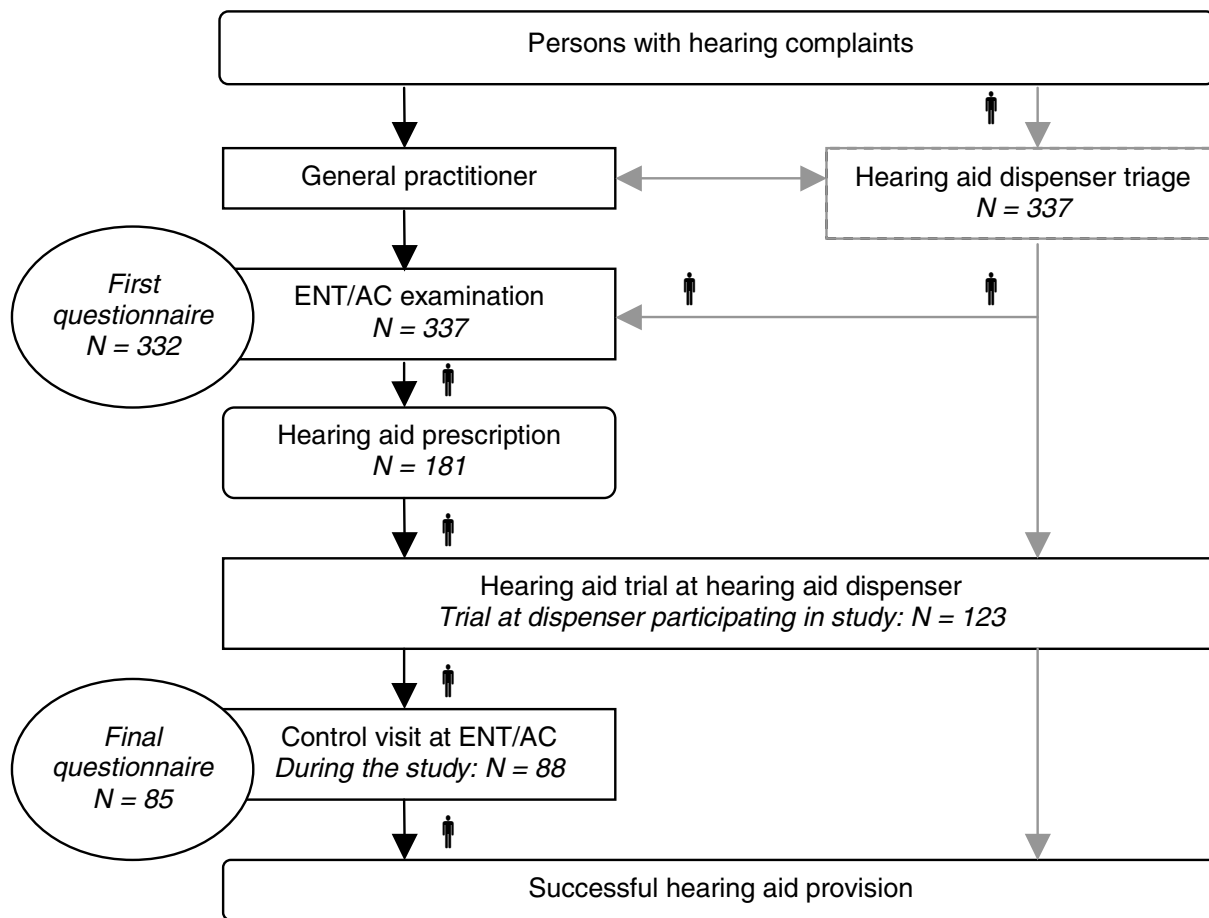 Persons with hearing complaints
General practitioner
Hearing aid dispenser triage
N = 337
First
questionnaire
N = 332
ENT/AC examination
N = 337
Hearing aid prescription
N = 181
Hearing aid trial at hearing aid dispenser
Trial at dispenser participating in study: N = 123
Final
questionnaire
N = 85
Control visit at ENT/AC
During the study: N = 88
Successful hearing aid provision